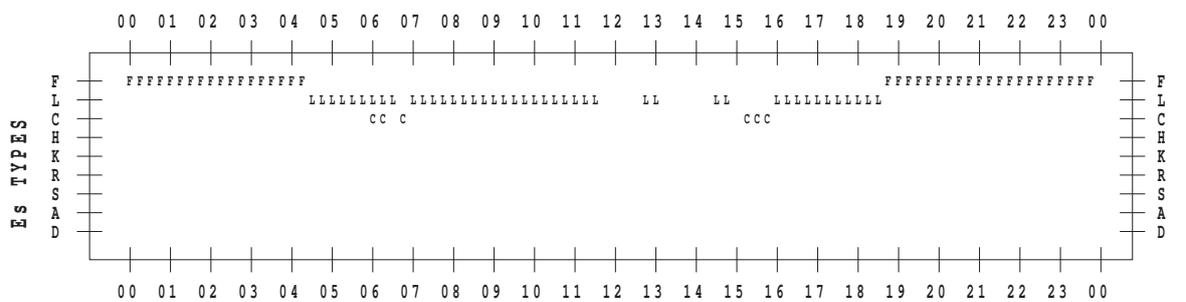 00 01 02 03 04 05 06 07 08 09 10 11 12 13 14 15 16 17 18 19 20 21 22 23 00
F FFFFFFFFFFFFFFFFFF FFFFFFFFFFFFFFFFFFFFF F
L LLLLLLLLL LLLLLLLLLLLLLLLLLLL LL LL LLLLLLLLLLL L
C CC C CCC C
H H
K K
R R
S S
A A
D D
Es TYPES
00 01 02 03 04 05 06 07 08 09 10 11 12 13 14 15 16 17 18 19 20 21 22 23 00